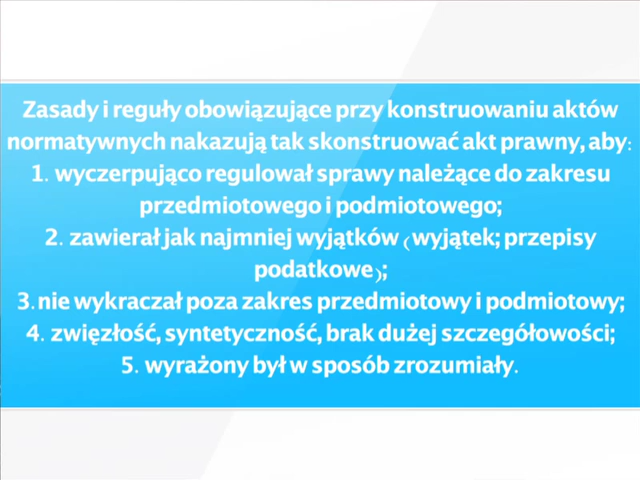 Zasady i reguły obowiązujące przy konstruowaniu aktów
normatywnych nakazują tak skonstruować akt prawny, aby:
1. wyczerpująco regulował sprawy należące do zakresu
przedmiotowego i podmiotowego;
2. zawierał jak najmniej wyjątków (wyjątek; przepisy
podatkowe);
3. nie wykraczał poza zakres przedmiotowy i podmiotowy;
4. zwięzłość, syntetyczność, brak dużej szczegółowości;
5. wyrażony był w sposób zrozumiały.